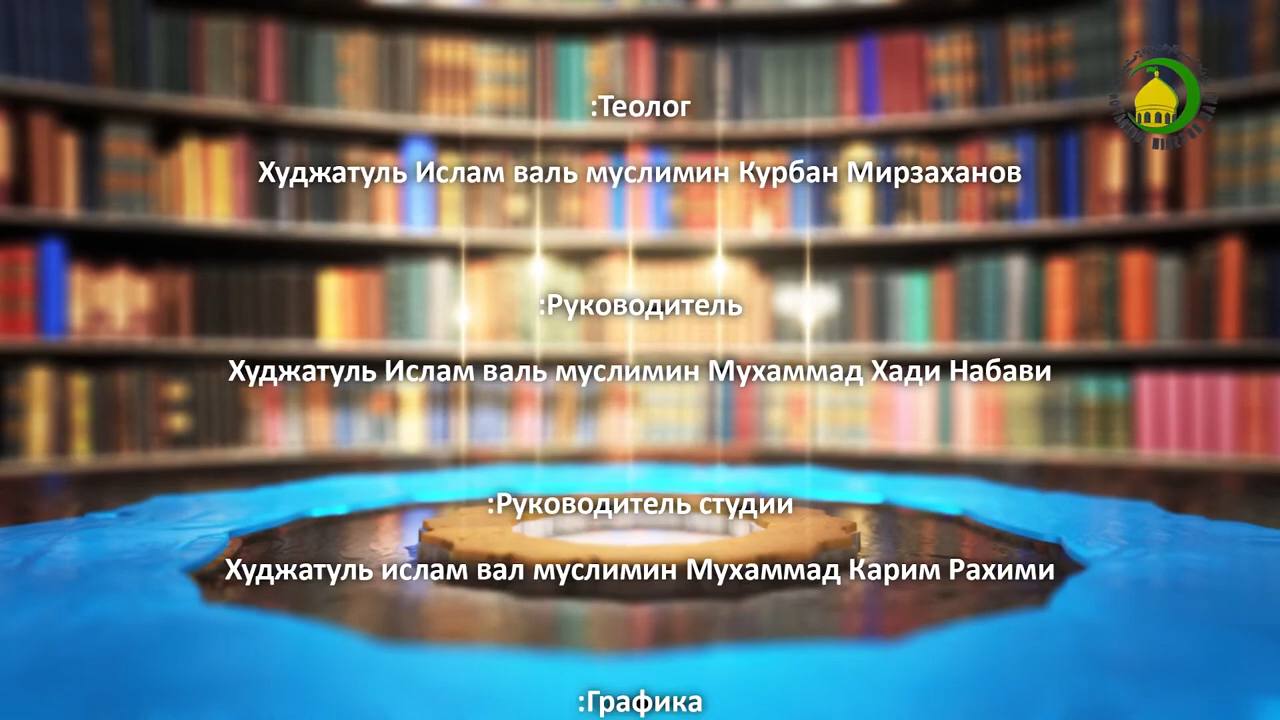 :Теолог
Худжатуль Ислам валь муслимин Курбан Мирзаханов
:Руководитель
Худжатуль Ислам валь муслимин Мухаммад Хади Набави
:Руководитель студии
Худжатуль ислам вал муслимин Мухаммад Карим Рахими
:Графика